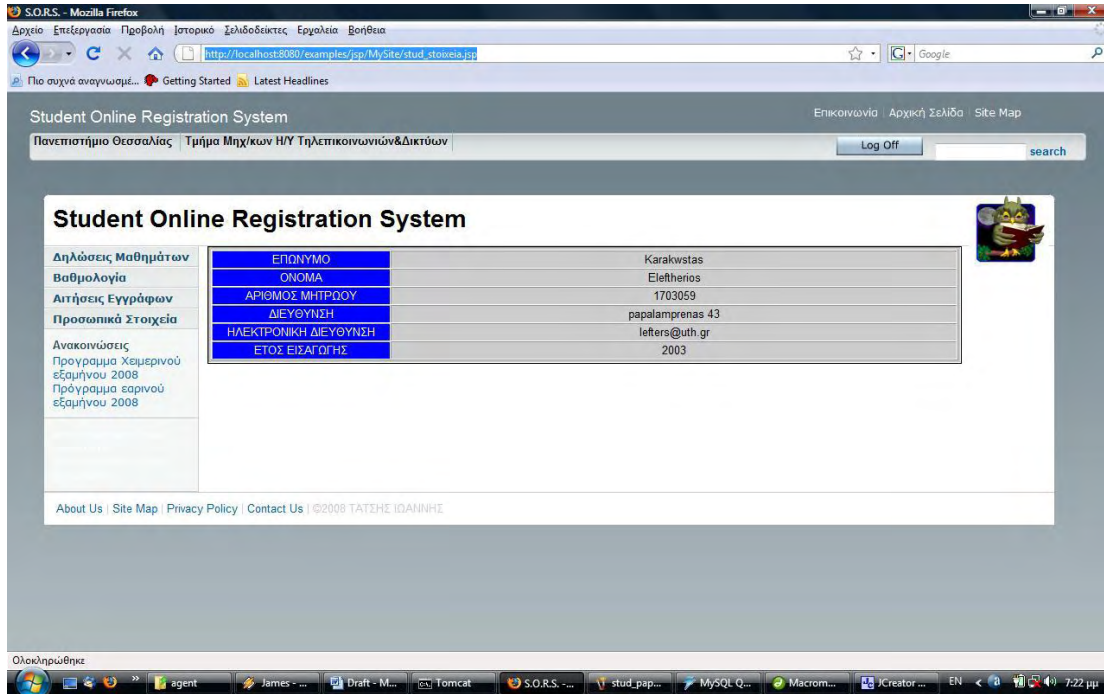 S.O.R.S. - Mozilla Firefox
Αρχείο Επεξεργασία Προβολή Ιστορικό Σελιδοδείκτες Εργαλεία Βοήθεια
http://localhost:8080/examples/jsp/MySite/stud_stoixeia.jsp
G Google
Πιο συχνά αναγνωσμέ... Getting Started Latest Headlines
Student Online Registration System
Επικοινωνία Αρχική Σελίδα Site Map
Πανεπιστήμιο Θεσσαλίας Τμήμα Μηχ/κων Η/Υ Τηλεπικοινωνιών&Δικτύων
Log Off
search
Student Online Registration System
Δηλώσεις Μαθημάτων
Βαθμολογία
Αιτήσεις Εγγράφων
Προσωπικά Στοιχεία
Ανακοινώσεις
Προγραμμα Χειμερινού
εξαμήνου 2008
Πρόγραμμα εαρινού
εξαμήνου 2008
ΕΠΩΝΥΜΟ Karakwstas
ΟΝΟΜΑ Eleftherios
ΑΡΙΘΜΟΣ ΜΗΤΡΩΟΥ 1703059
ΔΙΕΥΘΥΝΣΗ papalamprenas 43
ΗΛΕΚΤΡΟΝΙΚΗ ΔΙΕΥΘΥΝΣΗ lefters@uth.gr
ΕΤΟΣ ΕΙΣΑΓΩΓΗΣ 2003
About Us | Site Map | Privacy Policy | Contact Us | ©2008 ΤΑΤΣΗΣ ΙΩΑΝΝΗΣ
Ολοκληρώθηκε
agent James - ... Draft - M... Tomcat S.O.R.S. -... stud_pap... MySQL Q... Macrom... JCreator ... EN 7:22 μμ